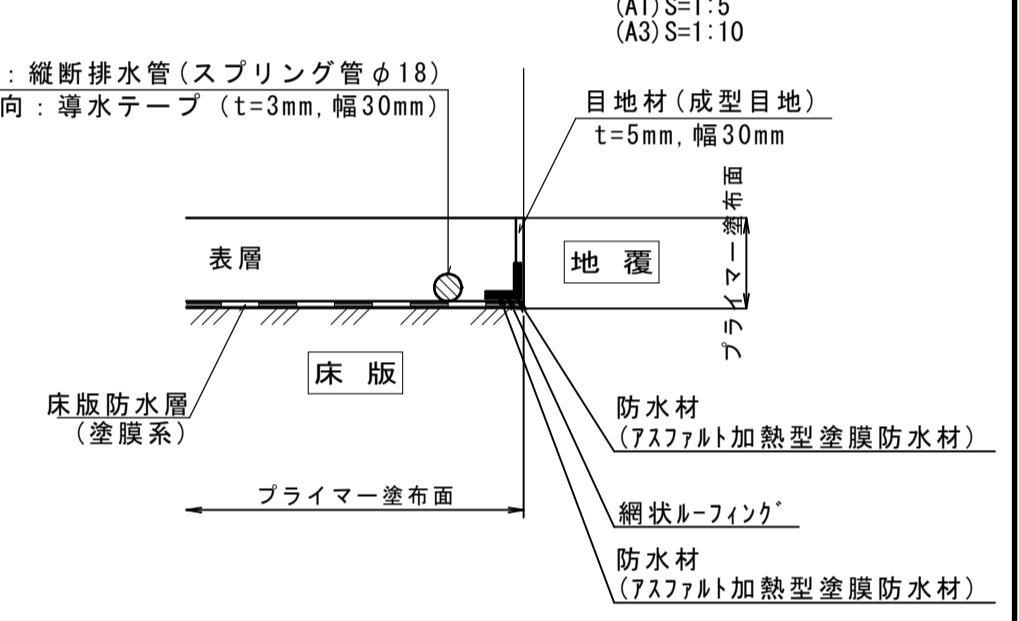 (A1)S=1:5
(A3)S=1:10
:縦断排水管(スプリング管φ18)
向:導水テープ(t=3mm,幅30mm)
目地材(成型目地)
t=5mm,幅30mm
プライマー塗布面
表層
地覆
床版
床版防水層
(塗膜系)
プライマー塗布面
防水材
(アスファルト加熱型塗膜防水材)
網状ルーフィング
防水材
(アスファルト加熱型塗膜防水材)